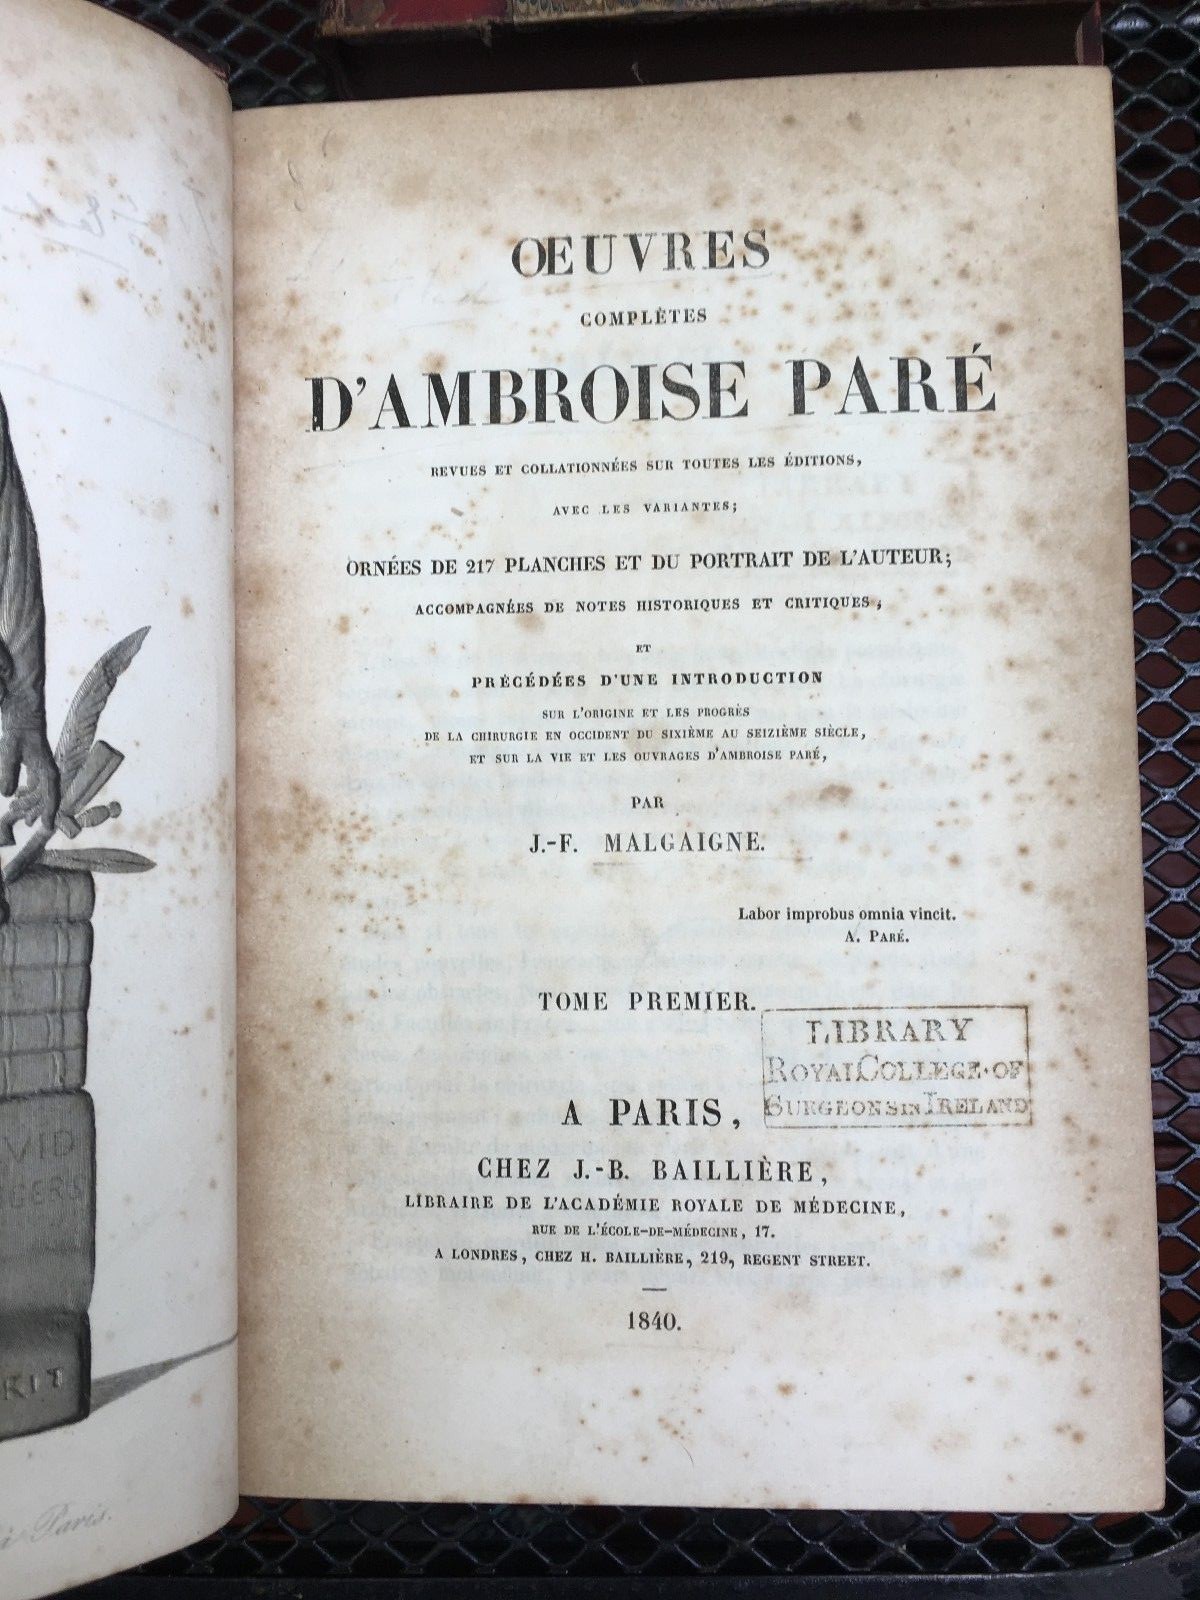 OEUVRES
COMPLÈTES
D'AMBROISE PARÉ
REVUES ET COLLATIONNÉES SUR TOUTES LES ÉDITIONS,
AVEC LES VARIANTES;
ORNÉES DE 217 PLANCHES ET DU PORTRAIT DE L'AUTEUR;
ACCOMPAGNÉES DE NOTES HISTORIQUES ET CRITIQUES;
ET
PRÉCÉDÉES D'UNE INTRODUCTION
SUR L'ORIGINE ET LES PROGRÈS
DE LA CHIRURGIE EN OCCIDENT DU SIXIÈME AU SEIZIÈME SIÈCLE,
ET SUR LA VIE ET LES OUVRAGES D'AMBROISE PARÉ,
PAR
J.-F. MALGAIGNE.
Labor improbus omnia vincit.
A. PARÉ.
TOME PREMIER.
LIBRARY
ROYAL COLLEGE OF
SURGEONS IN IRELAND
A PARIS,
CHEZ J.-B. BAILLIÈRE,
LIBRAIRE DE L'ACADÉMIE ROYALE DE MÉDECINE,
RUE DE L'ÉCOLE-DE-MÉDECINE, 17.
A LONDRES, CHEZ H. BAILLIÈRE, 219, REGENT STREET.
1840.
VID
RIT
Paris.